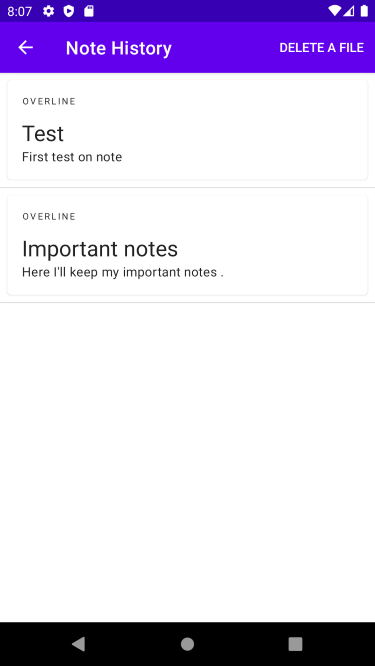 8:07
Note History
DELETE A FILE
OVERLINE
Test
First test on note
OVERLINE
Important notes
Here I'll keep my important notes .